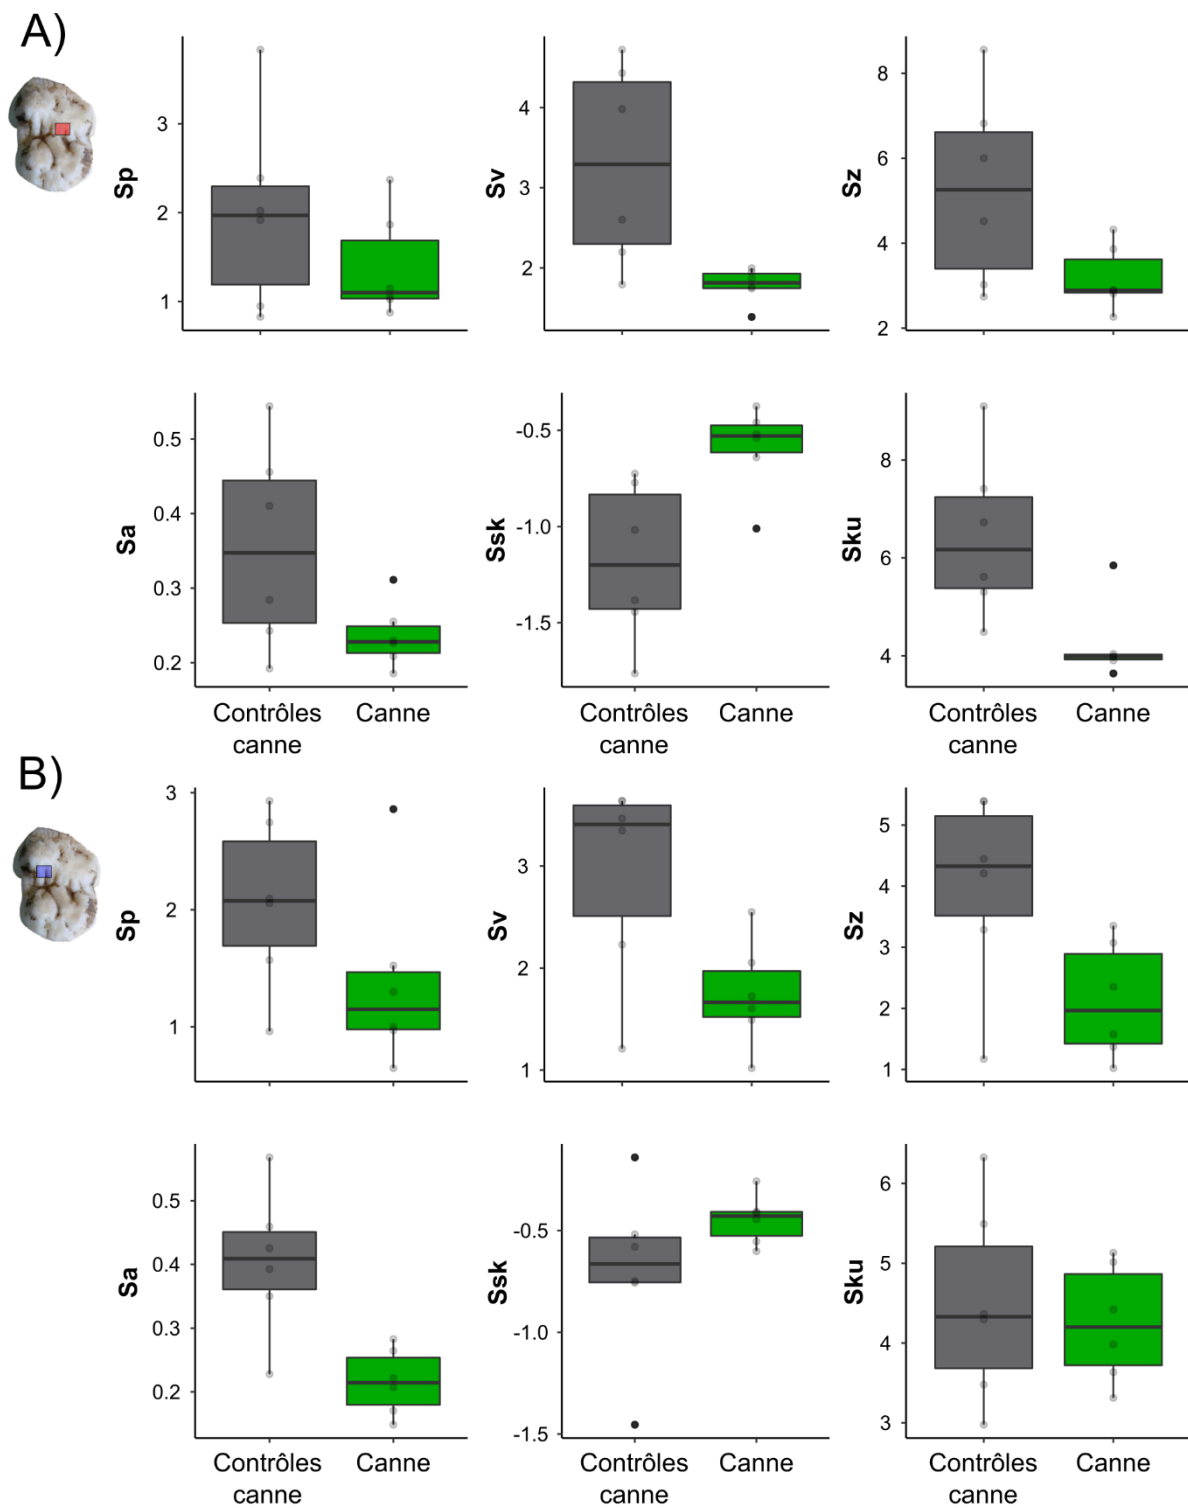 A)
Sp
3
2
1
Sv
4
3
2
Sz
8
6
4
2
Sa
0.5
0.4
0.3
0.2
Contrôles
canne
Canne
Ssk
-0.5
-1.0
-1.5
Contrôles
canne
Canne
Sku
8
6
4
Contrôles
canne
Canne
B)
Sp
3
2
1
Sv
3
2
1
Sz
5
4
3
2
1
Sa
0.5
0.4
0.3
0.2
Contrôles
canne
Canne
Ssk
-0.5
-1.0
-1.5
Contrôles
canne
Canne
Sku
6
5
4
3
Contrôles
canne
Canne